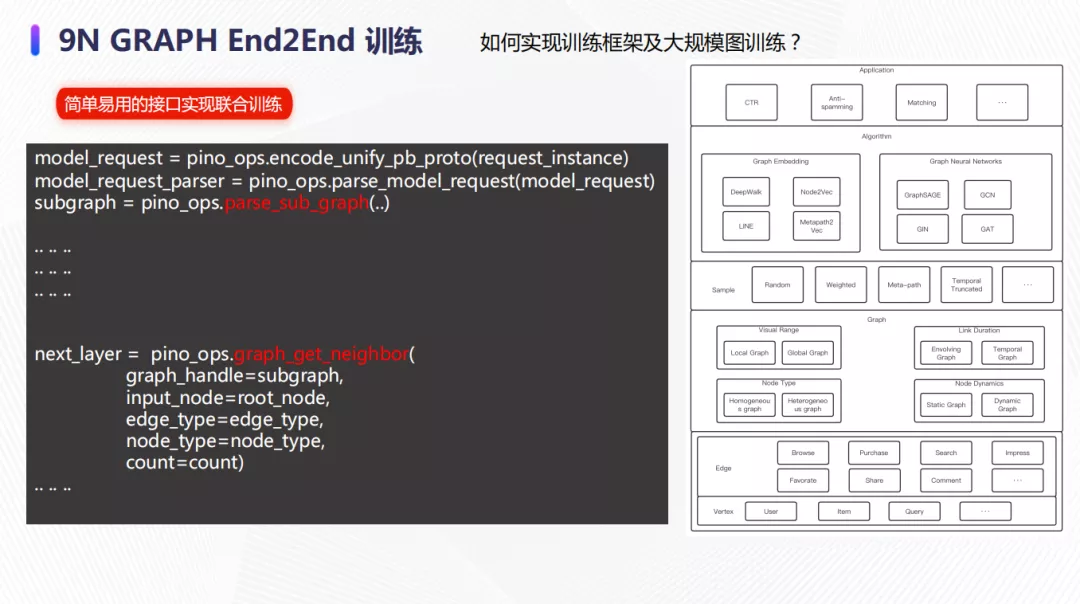 9N GRAPH End2End 训练
如何实现训练框架及大规模图训练？
简单易用的接口实现联合训练
model_request = pino_ops.encode_unify_pb_proto(request_instance)
model_request_parser = pino_ops.parse_model_request(model_request)
subgraph = pino_ops.parse_sub_graph(..)
.. .. ..
.. .. ..
.. .. ..
next_layer = pino_ops.graph_get_neighbor(
graph_handle=subgraph,
input_node=root_node,
edge_type=edge_type,
node_type=node_type,
count=count)
.. .. ..
Application
CTR
Anti-
spamming
Matching
...
Algorithm
Graph Embedding
DeepWalk
Node2Vec
LINE
Metapath2
Vec
Graph Neural Networks
GraphSAGE
GCN
GIN
GAT
Sample
Random
Weighted
Meta-path
Temporal
Truncated
...
Graph
Visual Range
Local Graph
Global Graph
Link Duration
Envolving
Graph
Temporal
Graph
Node Type
Homogeneou
s graph
Heterogeneo
us graph
Node Dynamics
Static Graph
Dynamic
Graph
Edge
Browse
Purchase
Search
Impress
Favorate
Share
Comment
...
Vertex
User
Item
Query
...